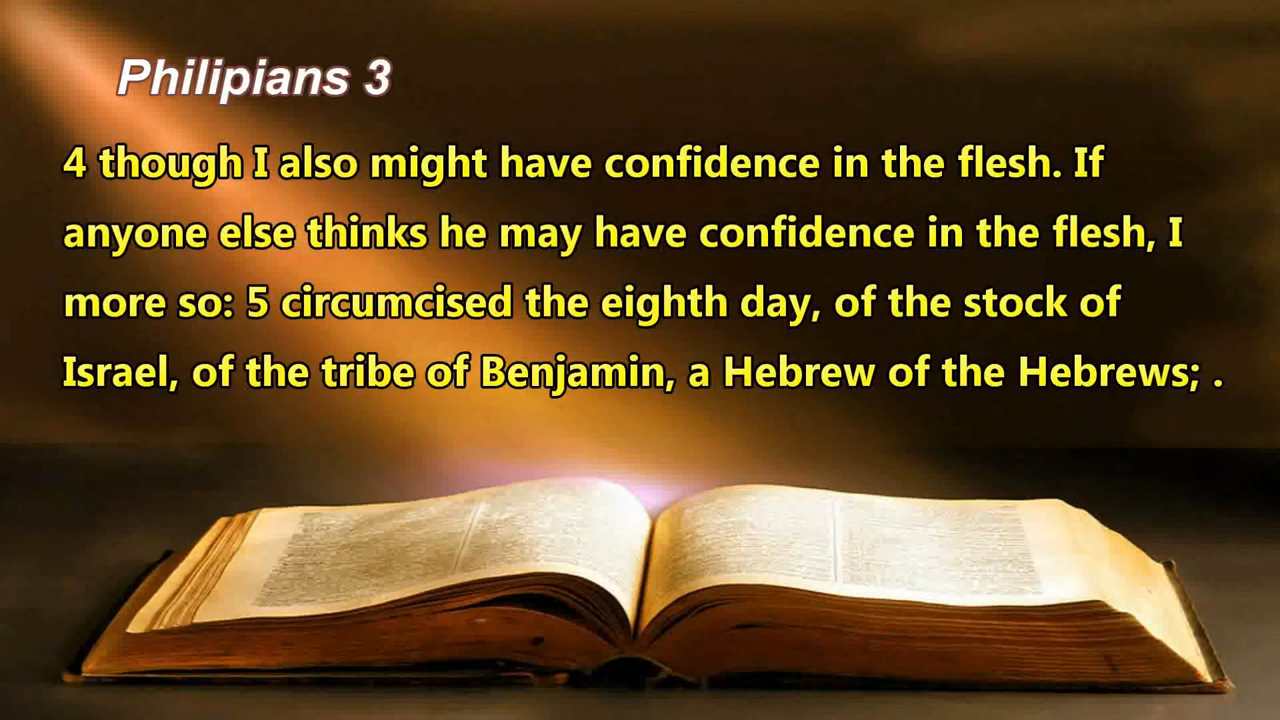 Philipians 3
4 though I also might have confidence in the flesh. If
anyone else thinks he may have confidence in the flesh, I
more so: 5 circumcised the eighth day, of the stock of
Israel, of the tribe of Benjamin, a Hebrew of the Hebrews; .